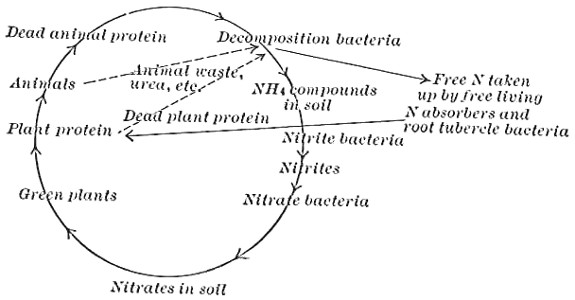 Dead animal protein
Decomposition bacteria
Animals
Animal waste,
urea, etc.
NH4 compounds
in soil
Free N taken
up by free living
N absorbers and
root tubercle bacteria
Plant protein
Dead plant protein
Nitrite bacteria
Nitrites
Green plants
Nitrate bacteria
Nitrates in soil